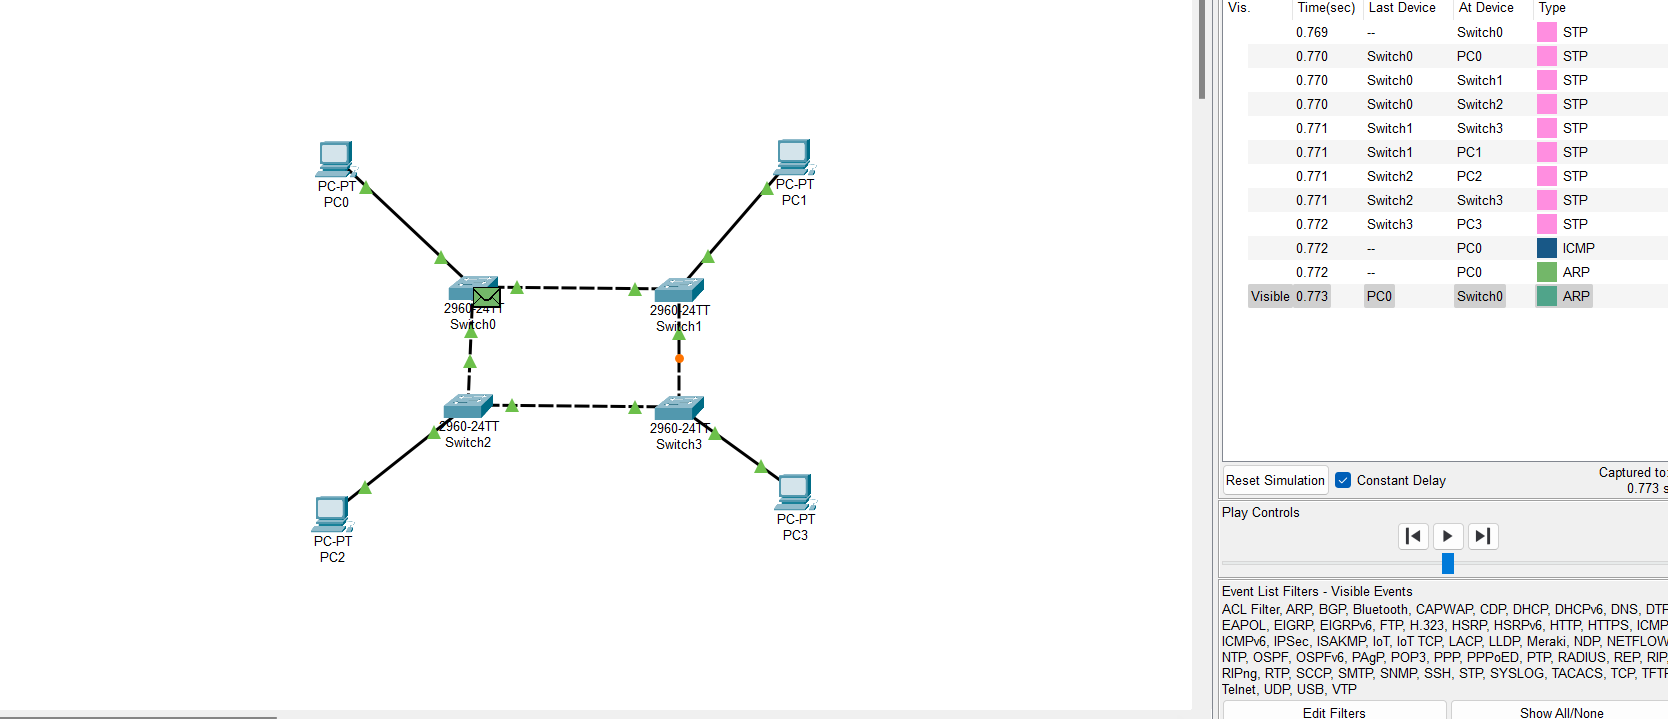 PC-PT
PC0
PC-PT
PC1
2960-24TT
Switch0
2960-24TT
Switch1
2960-24TT
Switch2
2960-24TT
Switch3
PC-PT
PC2
PC-PT
PC3
Vis. Time(sec) Last Device At Device Type
0.769 -- Switch0 STP
0.770 Switch0 PC0 STP
0.770 Switch0 Switch1 STP
0.770 Switch0 Switch2 STP
0.771 Switch1 Switch3 STP
0.771 Switch1 PC1 STP
0.771 Switch2 PC2 STP
0.771 Switch2 Switch3 STP
0.772 Switch3 PC3 STP
0.772 -- PC0 ICMP
0.772 -- PC0 ARP
Visible 0.773 PC0 Switch0 ARP
Reset Simulation Constant Delay Captured to:
0.773 s
Play Controls
Event List Filters - Visible Events
ACL Filter, ARP, BGP, Bluetooth, CAPWAP, CDP, DHCP, DHCPv6, DNS, DTP
EAPOL, EIGRP, EIGRPv6, FTP, H.323, HSRP, HSRPv6, HTTP, HTTPS, ICMP
ICMPv6, IPSec, ISAKMP, IoT, IoT TCP, LACP, LLDP, Meraki, NDP, NETFLOW
NTP, OSPF, OSPFv6, PAgP, POP3, PPP, PPPoED, PTP, RADIUS, REP, RIP
RIPng, RTP, SCCP, SMTP, SNMP, SSH, STP, SYSLOG, TACACS, TCP, TFTP
Telnet, UDP, USB, VTP
Edit Filters Show All/None